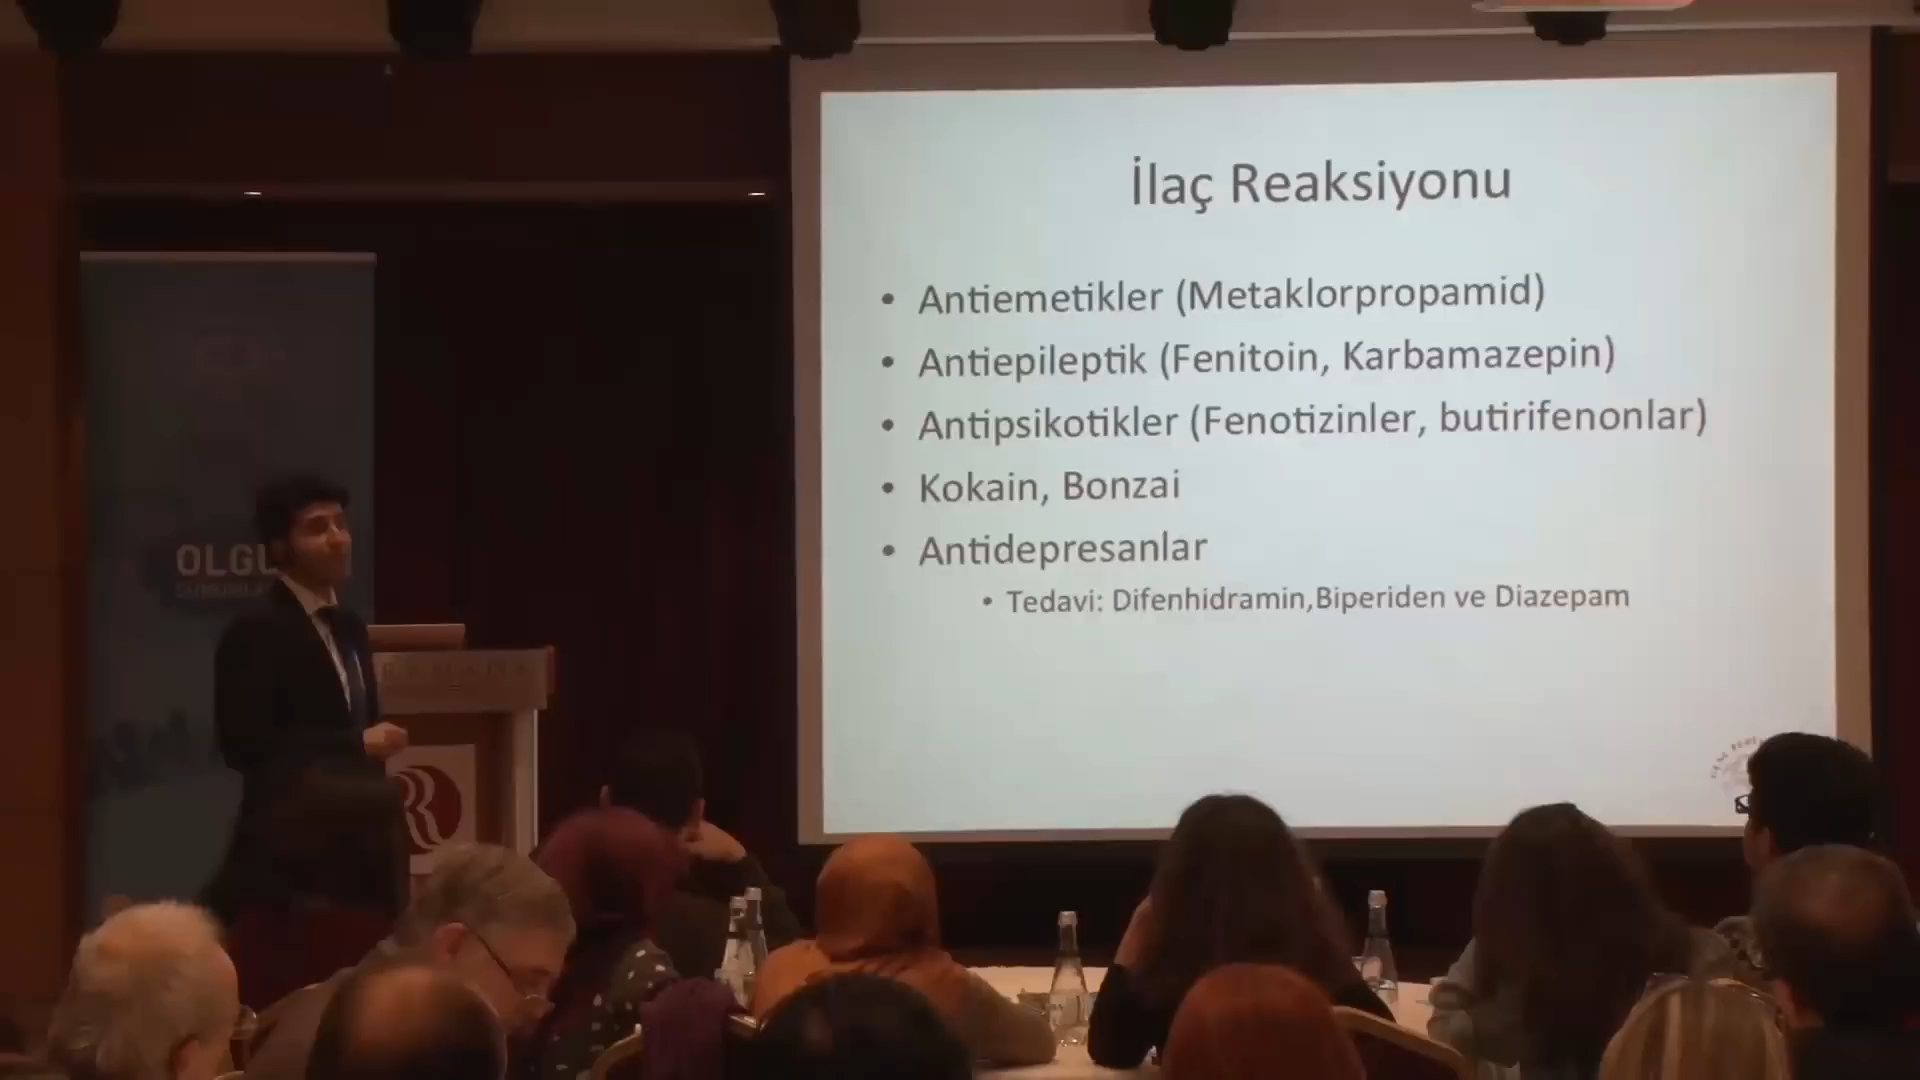 İlaç Reaksiyonu
• Antiemetikler (Metaklorpropamid)
• Antiepileptik (Fenitoin, Karbamazepin)
• Antipsikotikler (Fenotizinler, butirifenonlar)
• Kokain, Bonzai
• Antidepresanlar
• Tedavi: Difenhidramin,Biperiden ve Diazepam
OLGU
RAMADA